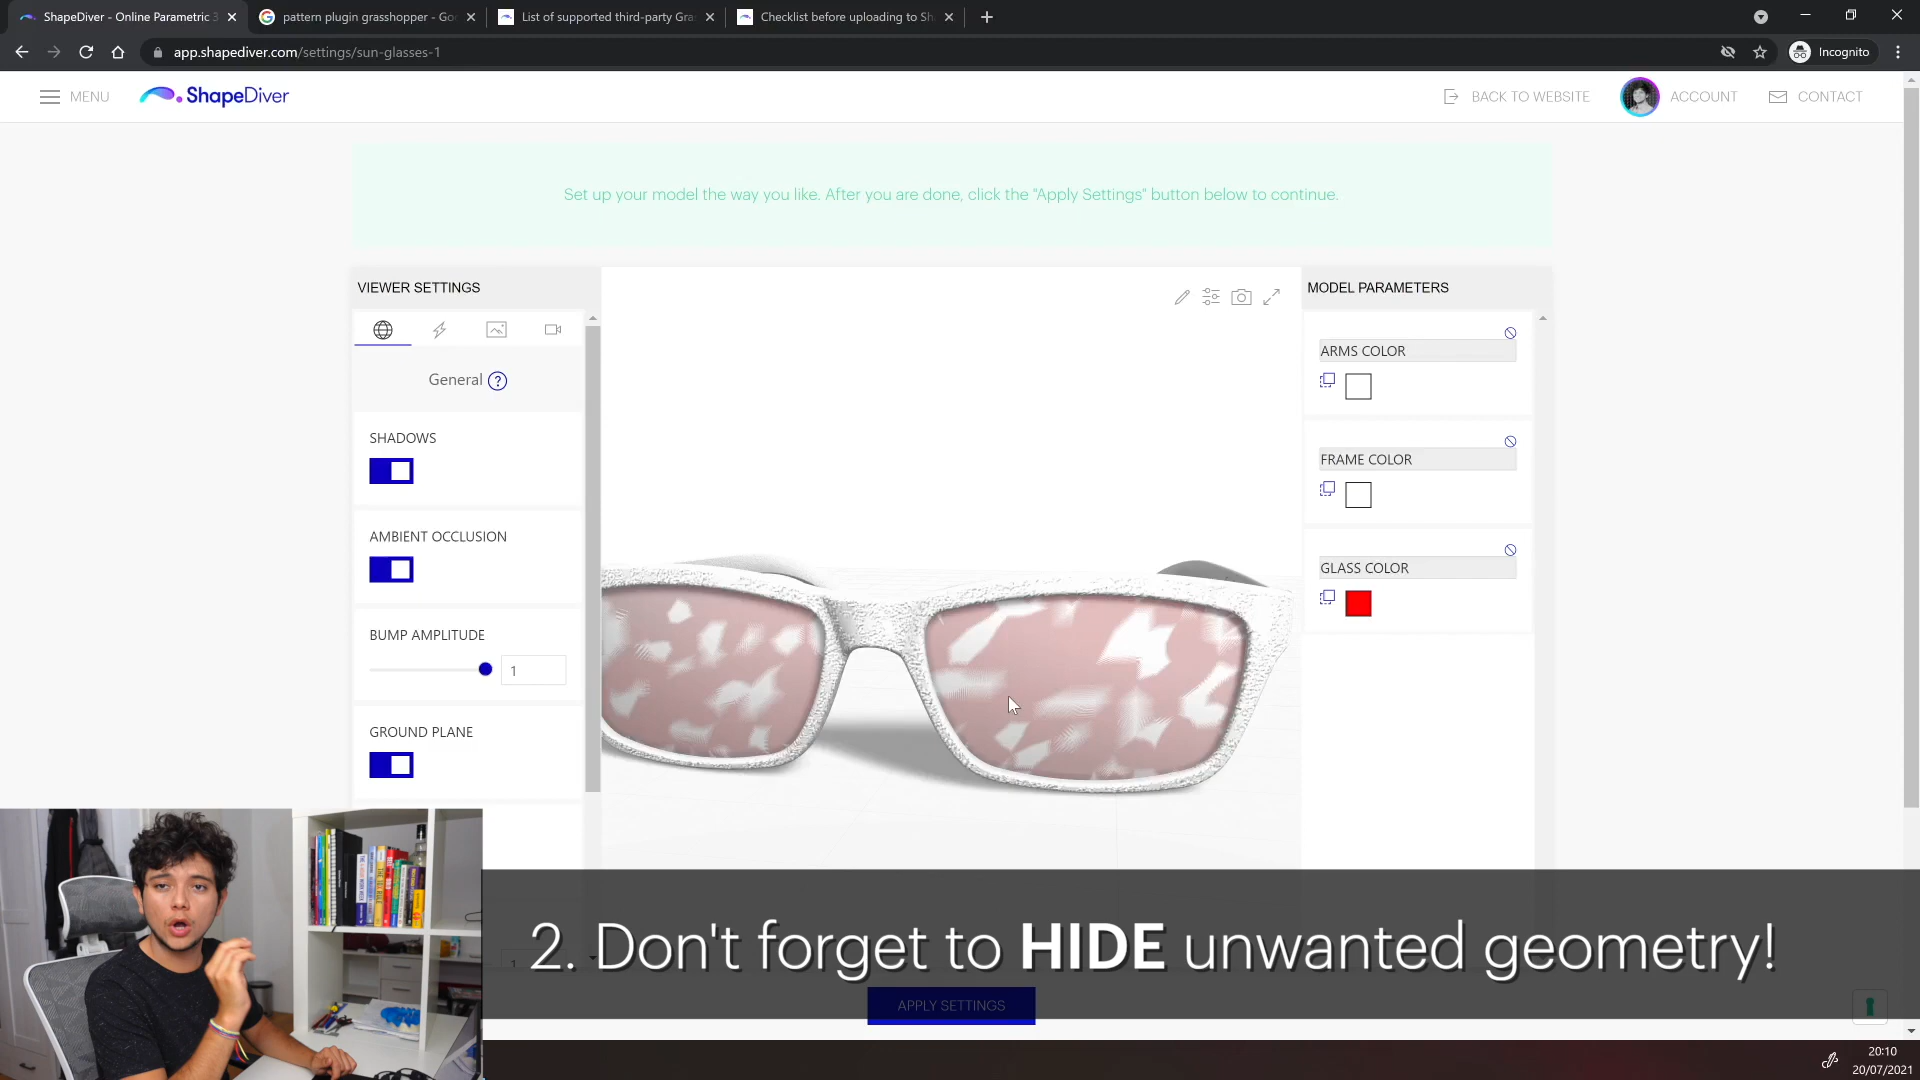 ShapeDiver - Online Parametric 3
pattern plugin grasshopper - Goo
List of supported third-party Gra
Checklist before uploading to Sh
app.shapediver.com/settings/sun-glasses-1
Incognito
MENU
ShapeDiver
BACK TO WEBSITE
ACCOUNT
CONTACT
Set up your model the way you like. After you are done, click the "Apply Settings" button below to continue.
VIEWER SETTINGS
General ?
SHADOWS
AMBIENT OCCLUSION
BUMP AMPLITUDE
1
GROUND PLANE
MODEL PARAMETERS
ARMS COLOR
FRAME COLOR
GLASS COLOR
2. Don't forget to HIDE unwanted geometry!
1
APPLY SETTINGS
20:10
20/07/2021